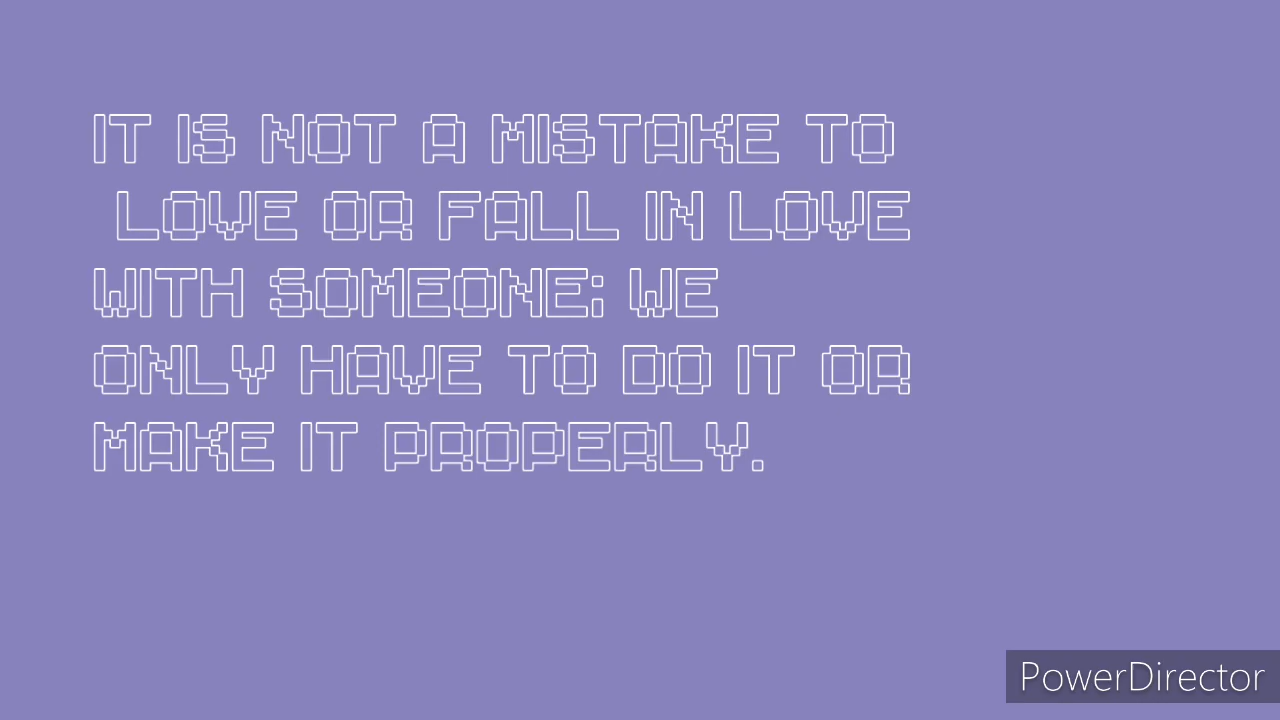 IT IS NOT A MISTAKE TO
LOVE OR FALL IN LOVE
WITH SOMEONE; WE
ONLY HAVE TO DO IT OR
MAKE IT PROPERLY.
PowerDirector